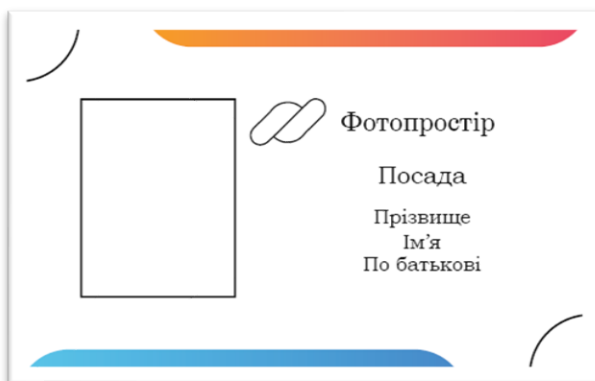 Фотопростір
Посада
Прізвище
Ім’я
По батькові